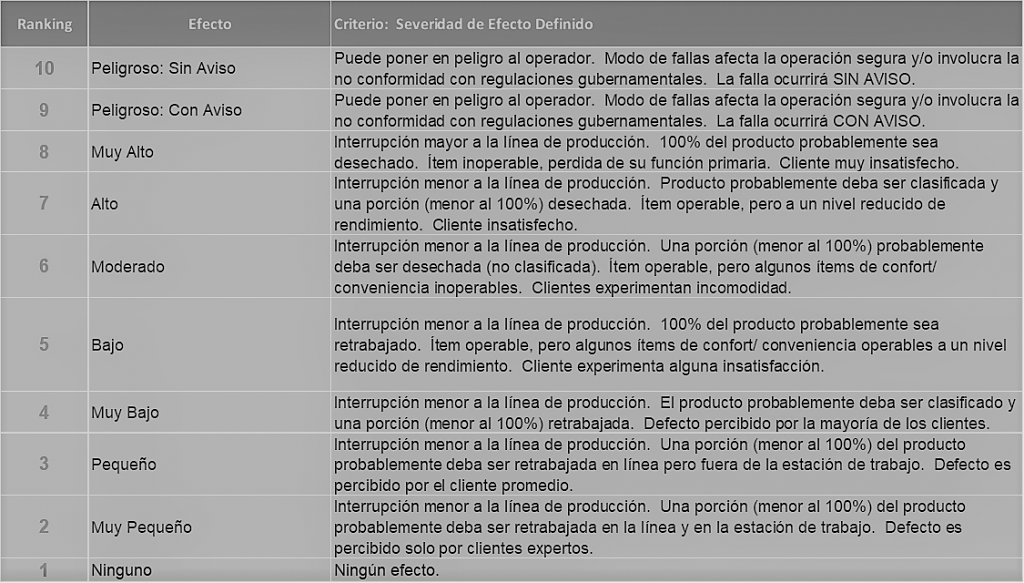 Ranking Efecto Criterio: Severidad de Efecto Definido
10 Peligroso: Sin Aviso Puede poner en peligro al operador. Modo de fallas afecta la operación segura y/o involucra la
no conformidad con regulaciones gubernamentales. La falla ocurrirá SIN AVISO.
9 Peligroso: Con Aviso Puede poner en peligro al operador. Modo de fallas afecta la operación segura y/o involucra la
no conformidad con regulaciones gubernamentales. La falla ocurrirá CON AVISO.
8 Muy Alto Interrupción mayor a la línea de producción. 100% del producto probablemente sea
desechado. Ítem inoperable, perdida de su función primaria. Cliente muy insatisfecho.
7 Alto Interrupción menor a la línea de producción. Producto probablemente deba ser clasificada y
una porción (menor al 100%) desechada. Ítem operable, pero a un nivel reducido de
rendimiento. Cliente insatisfecho.
6 Moderado Interrupción menor a la línea de producción. Una porción (menor al 100%) probablemente
deba ser desechada (no clasificada). Ítem operable, pero algunos ítems de confort/
conveniencia inoperables. Clientes experimentan incomodidad.
5 Bajo Interrupción menor a la línea de producción. 100% del producto probablemente sea
retrabajado. Ítem operable, pero algunos ítems de confort/ conveniencia operables a un nivel
reducido de rendimiento. Cliente experimenta alguna insatisfacción.
4 Muy Bajo Interrupción menor a la línea de producción. El producto probablemente deba ser clasificado y
una porción (menor al 100%) retrabajada. Defecto percibido por la mayoría de los clientes.
3 Pequeño Interrupción menor a la línea de producción. Una porción (menor al 100%) del producto
probablemente deba ser retrabajada en línea pero fuera de la estación de trabajo. Defecto es
percibido por el cliente promedio.
2 Muy Pequeño Interrupción menor a la línea de producción. Una porción (menor al 100%) del producto
probablemente deba ser retrabajada en la línea y en la estación de trabajo. Defecto es
percibido solo por clientes expertos.
1 Ninguno Ningún efecto.